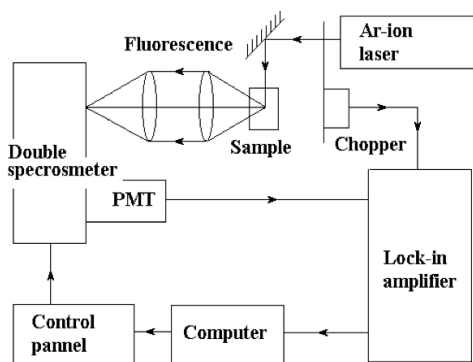 Fluorescence
Ar-ion
laser
Sample
Chopper
Double
specrosmeter
PMT
Lock-in
amplifier
Control
pannel
Computer